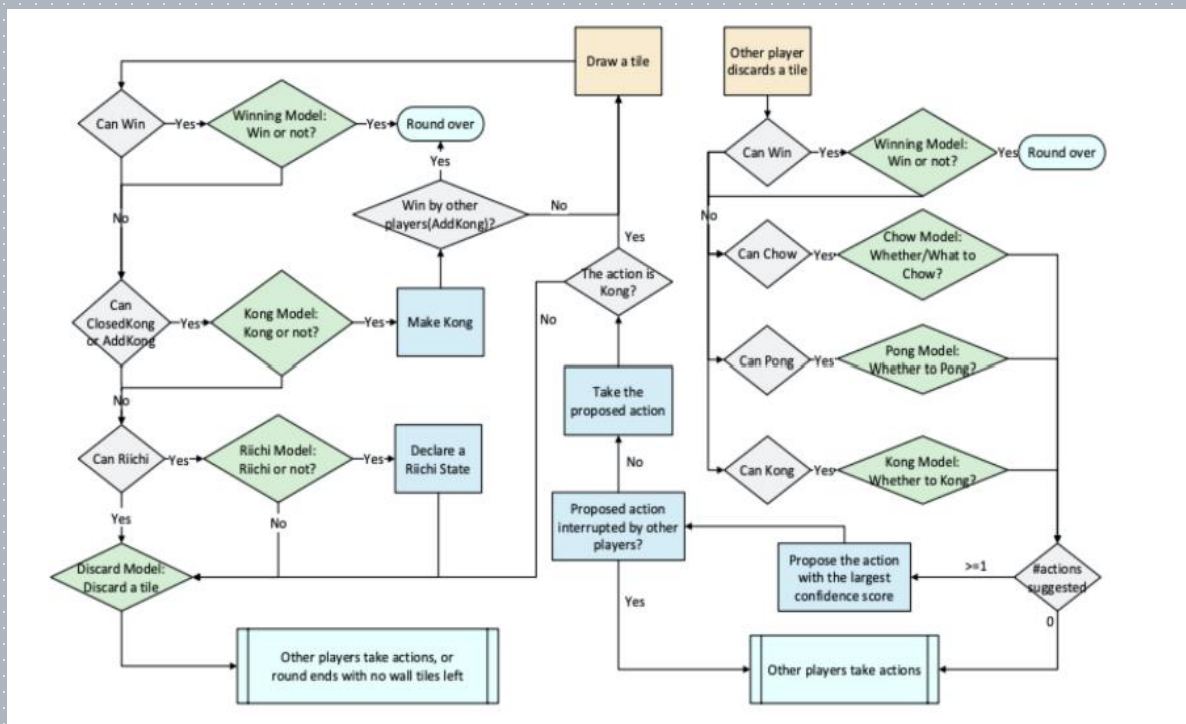 Draw a tile
Other player
discards a tile
Can Win
Yes
Winning Model:
Win or not?
Yes
Round over
Yes
No
Win by other
players(AddKong)?
No
Can
ClosedKong
or AddKong
Yes
Kong Model:
Kong or not?
Yes
Make Kong
No
Can Riichi
Yes
Riichi Model:
Riichi or not?
Yes
Declare a
Riichi State
Yes
No
Discard Model:
Discard a tile
Other players take actions, or
round ends with no wall tiles left
Yes
The action is
Kong?
No
Take the
proposed action
No
Proposed action
interrupted by other
players?
Yes
Can Win
Yes
Winning Model:
Win or not?
Yes
Round over
No
Can Chow
Yes
Chow Model:
Whether/What to
Chow?
Can Pong
Yes
Pong Model:
Whether to Pong?
Can Kong
Yes
Kong Model:
Whether to Kong?
#actions
suggested
>=1
0
Propose the action
with the largest
confidence score
Other players take actions